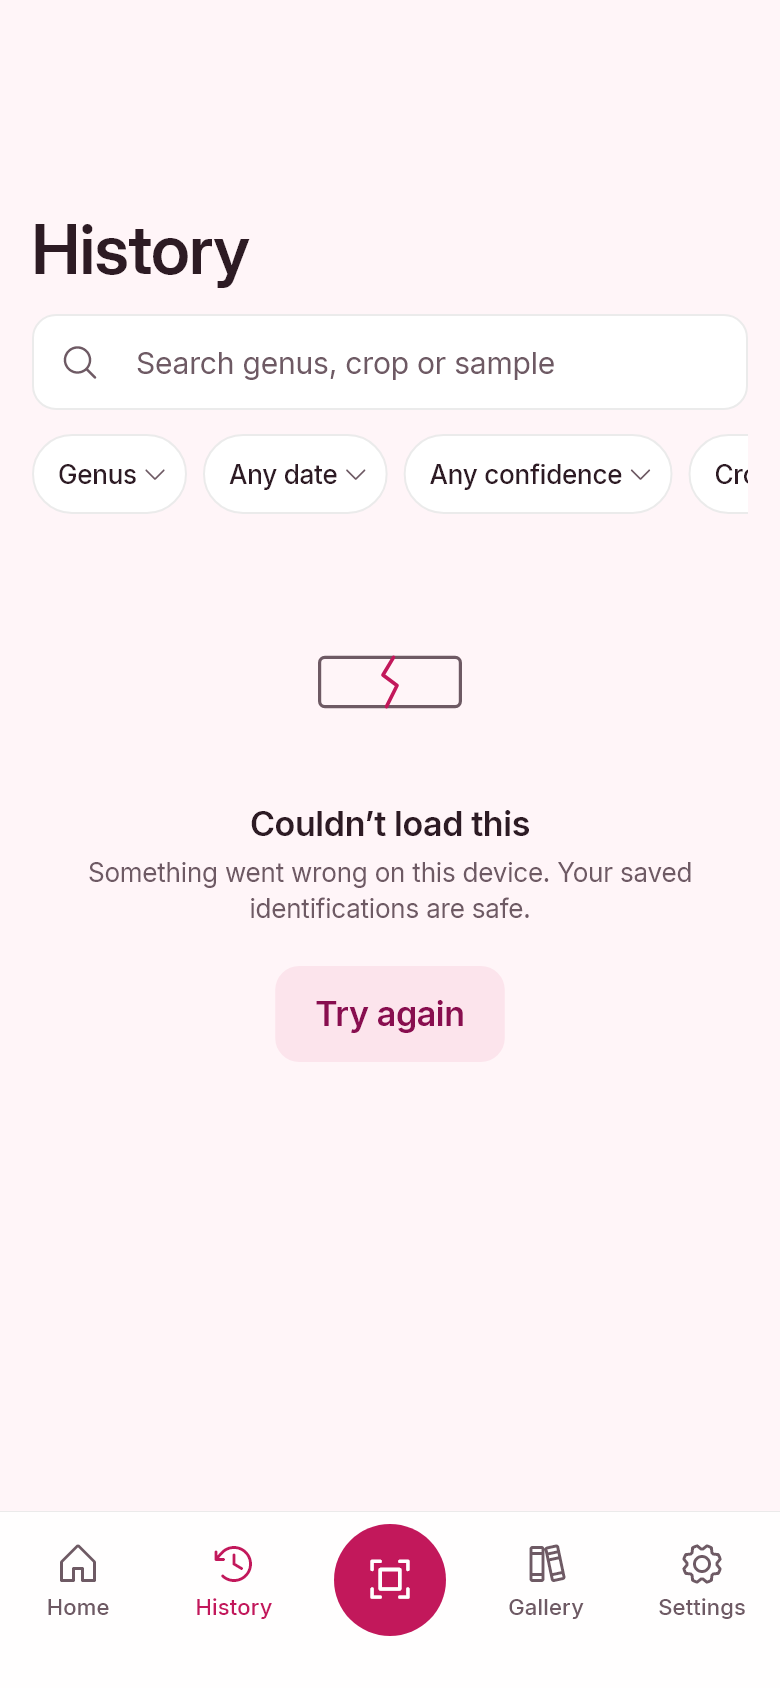 History
Search genus, crop or sample
Genus
Any date
Any confidence
Couldn’t load this
Something went wrong on this device. Your saved
identifications are safe.
Try again
Home
History
Gallery
Settings